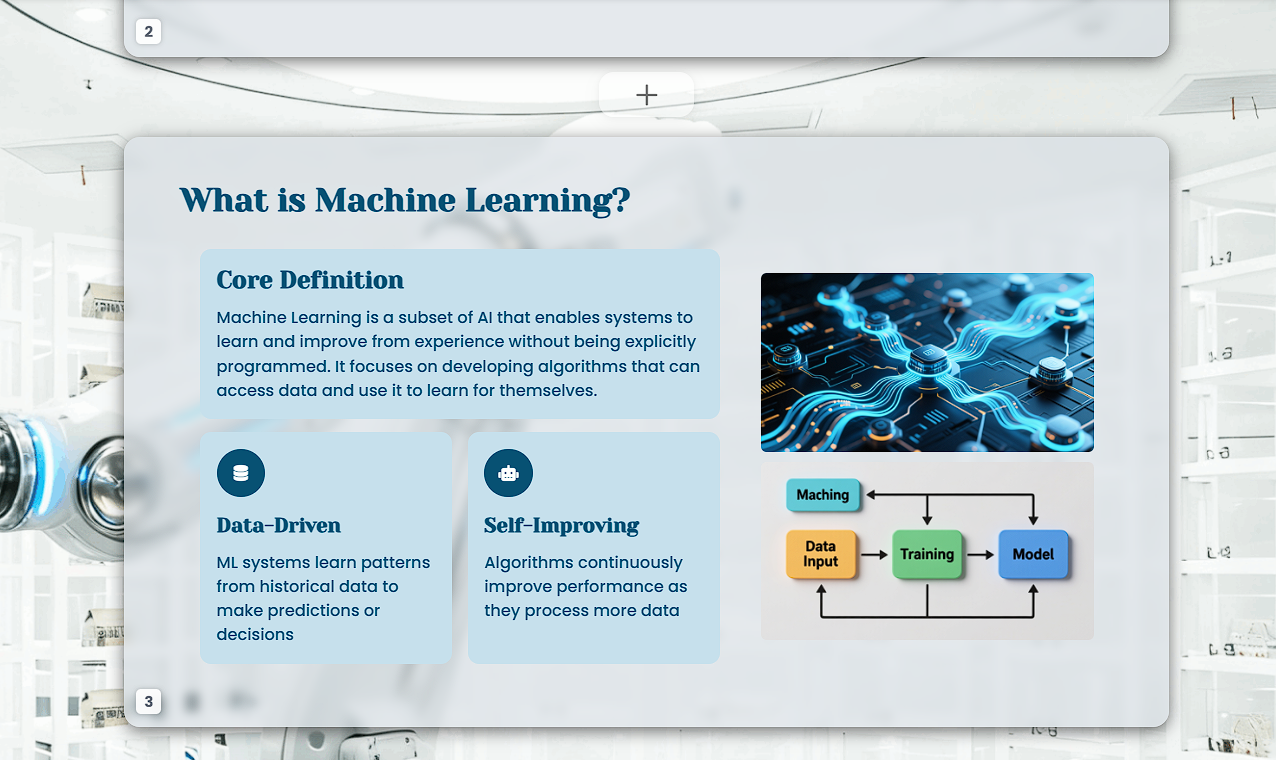 2
What is Machine Learning?
Core Definition
Machine Learning is a subset of AI that enables systems to
learn and improve from experience without being explicitly
programmed. It focuses on developing algorithms that can
access data and use it to learn for themselves.
Data-Driven
ML systems learn patterns
from historical data to
make predictions or
decisions
Self-Improving
Algorithms continuously
improve performance as
they process more data
Maching
Data
Input
Training
Model
3